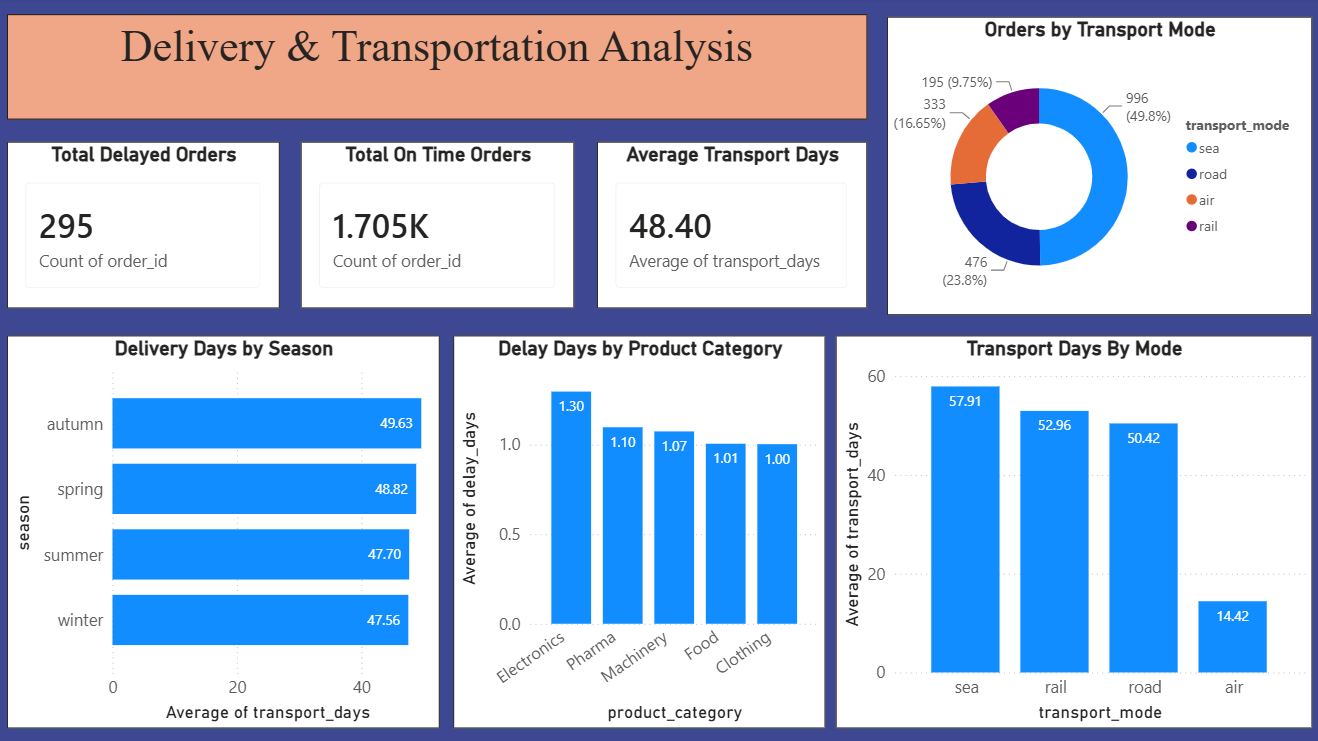 Delivery & Transportation Analysis
Total Delayed Orders
295
Count of order_id
Total On Time Orders
1.705K
Count of order_id
Average Transport Days
48.40
Average of transport_days
Orders by Transport Mode
195 (9.75%)
333
(16.65%)
996
(49.8%)
476
(23.8%)
transport_mode
sea
road
air
rail
Delivery Days by Season
season
autumn
49.63
spring
48.82
summer
47.70
winter
47.56
0
20
40
Average of transport_days
Delay Days by Product Category
Average of delay_days
1.0
0.5
0.0
1.30
1.10
1.07
1.01
1.00
Electronics
Pharma
Machinery
Food
Clothing
product_category
Transport Days By Mode
Average of transport_days
60
40
20
0
57.91
52.96
50.42
14.42
sea
rail
road
air
transport_mode